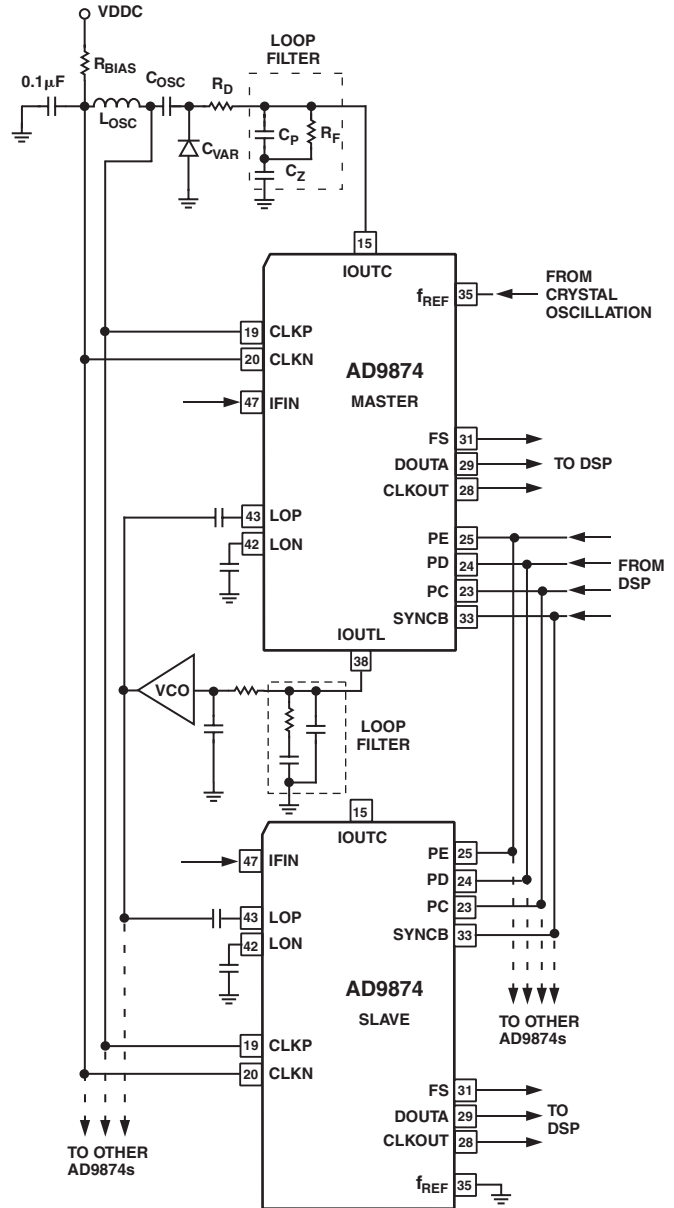 VDDC
RBIAS
0.1µF
COSC
LOSC
RD
LOOP
FILTER
CP
RF
CVAR
CZ
15
IOUTC
fREF
35
FROM
CRYSTAL
OSCILLATION
19
CLKP
20
CLKN
AD9874
MASTER
47
IFIN
FS
31
DOUTA
29
TO DSP
CLKOUT
28
43
LOP
42
LON
PE
25
PD
24
FROM
DSP
PC
23
SYNCB
33
IOUTL
38
VCO
LOOP
FILTER
15
IOUTC
47
IFIN
PE
25
PD
24
PC
23
43
LOP
SYNCB
33
42
LON
AD9874
SLAVE
TO OTHER
AD9874s
19
CLKP
20
CLKN
FS
31
DOUTA
29
TO
DSP
CLKOUT
28
TO OTHER
AD9874s
fREF
35